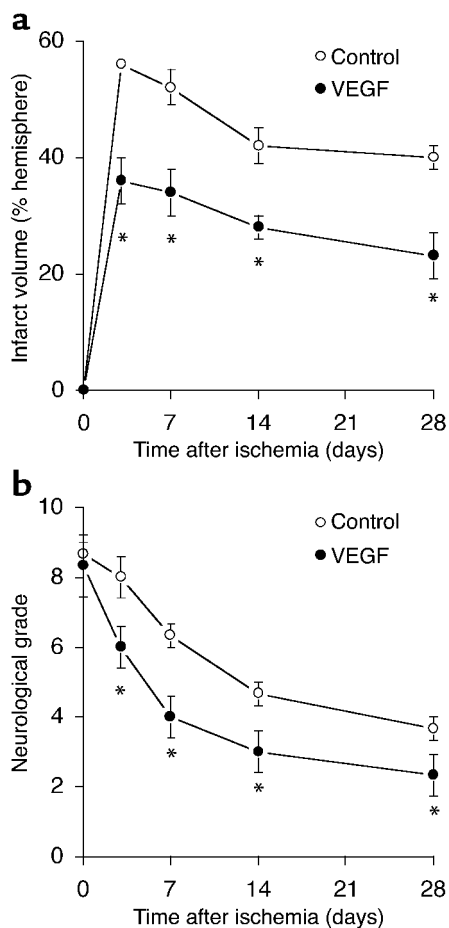 a
60
40
20
0
Infarct volume (% hemisphere)
Control
VEGF
*
*
*
*
0 7 14 21 28
Time after ischemia (days)
b
10
8
6
4
2
0
Neurological grade
Control
VEGF
*
*
*
*
0 7 14 21 28
Time after ischemia (days)